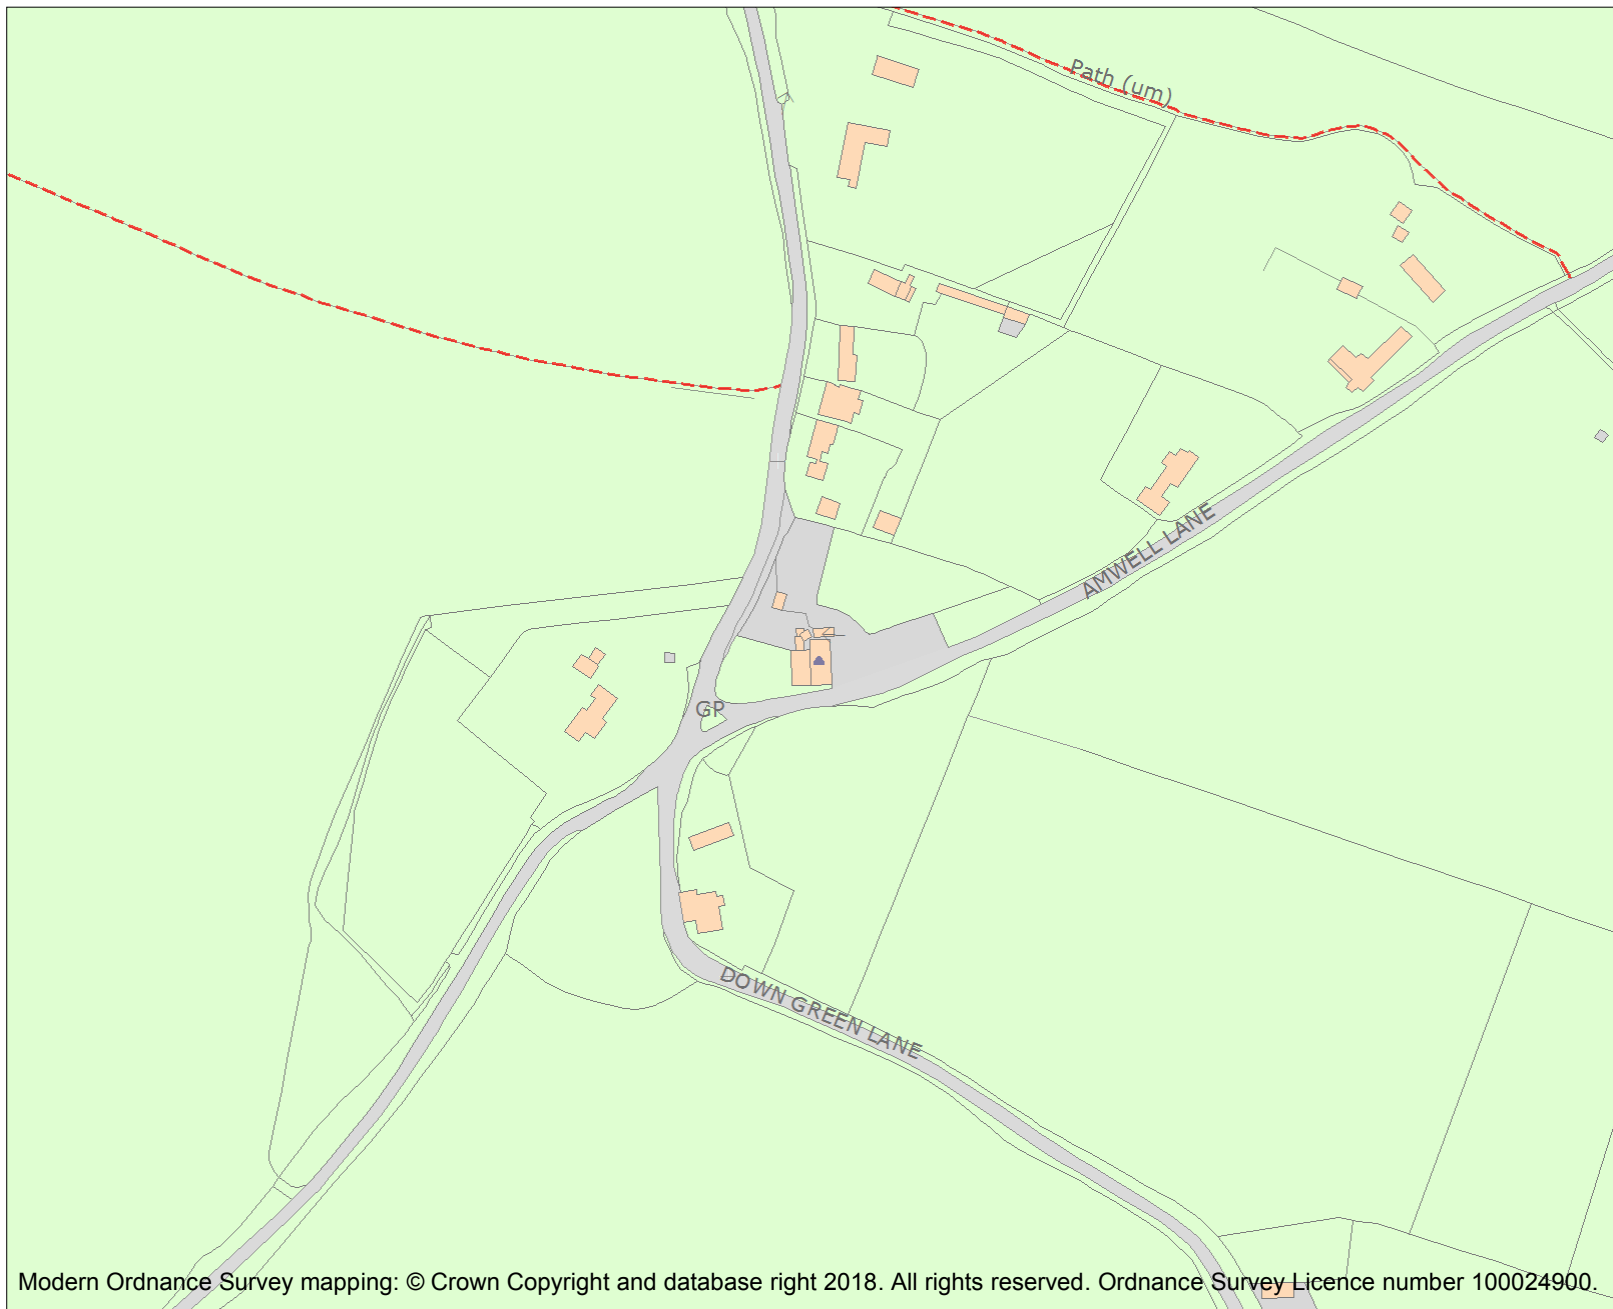 Path (um)
AMWELL LANE
GP
DOWN GREEN LANE
Modern Ordnance Survey mapping: © Crown Copyright and database right 2018. All rights reserved. Ordnance Survey Licence number 100024900.